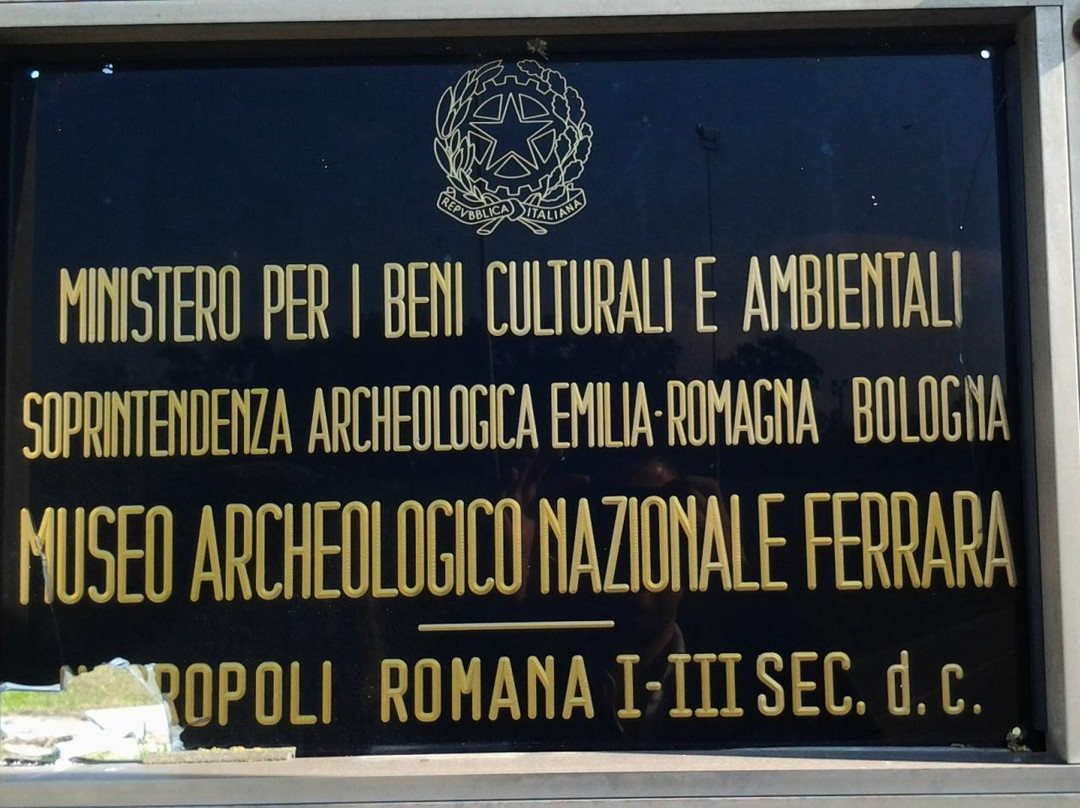 REPVBBLICA ITALIANA
MINISTERO PER I BENI CULTURALI E AMBIENTALI
SOPRINTENDENZA ARCHEOLOGICA EMILIA-ROMAGNA BOLOGNA
MUSEO ARCHEOLOGICO NAZIONALE FERRARA
ROMANA I-III SEC. d.c.